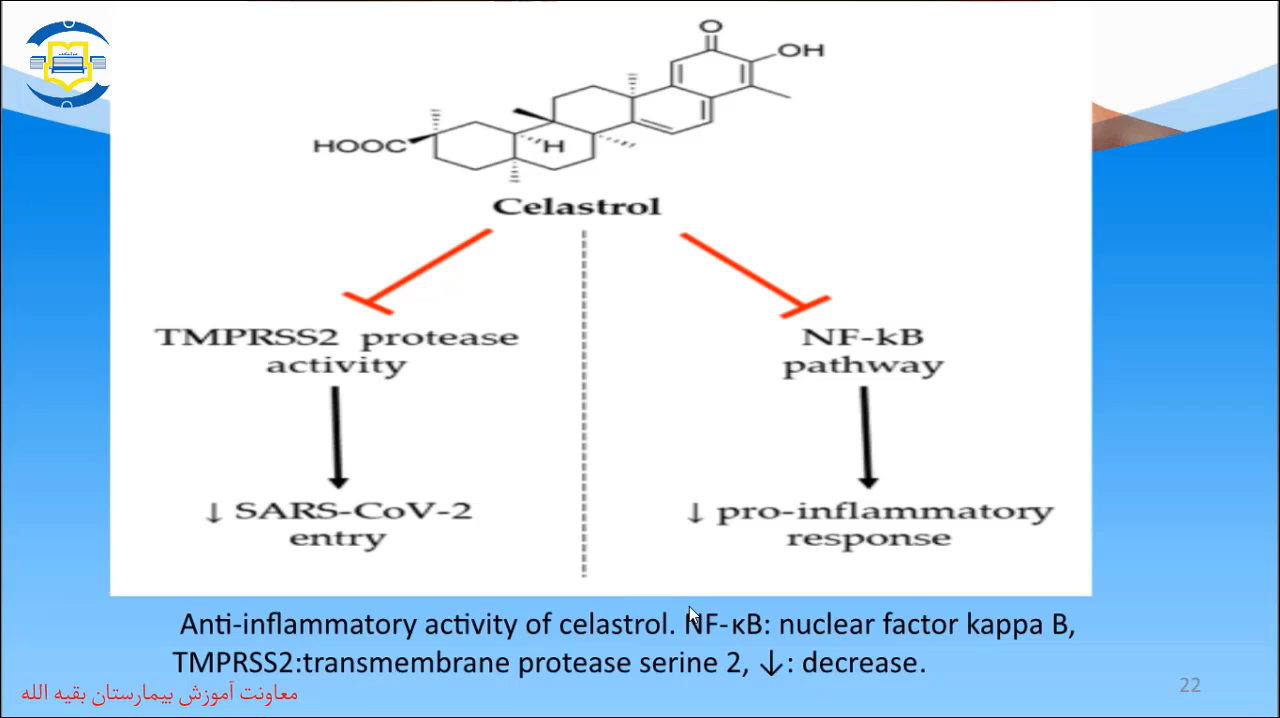 O
OH
HOOC
H
Celastrol
TMPRSS2 protease
activity
NF-kB
pathway
↓ SARS-CoV-2
entry
↓ pro-inflammatory
response
Anti-inflammatory activity of celastrol. NF-κB: nuclear factor kappa B,
TMPRSS2:transmembrane protease serine 2, ↓: decrease.
معاونت آموزش بیمارستان بقیه الله
22